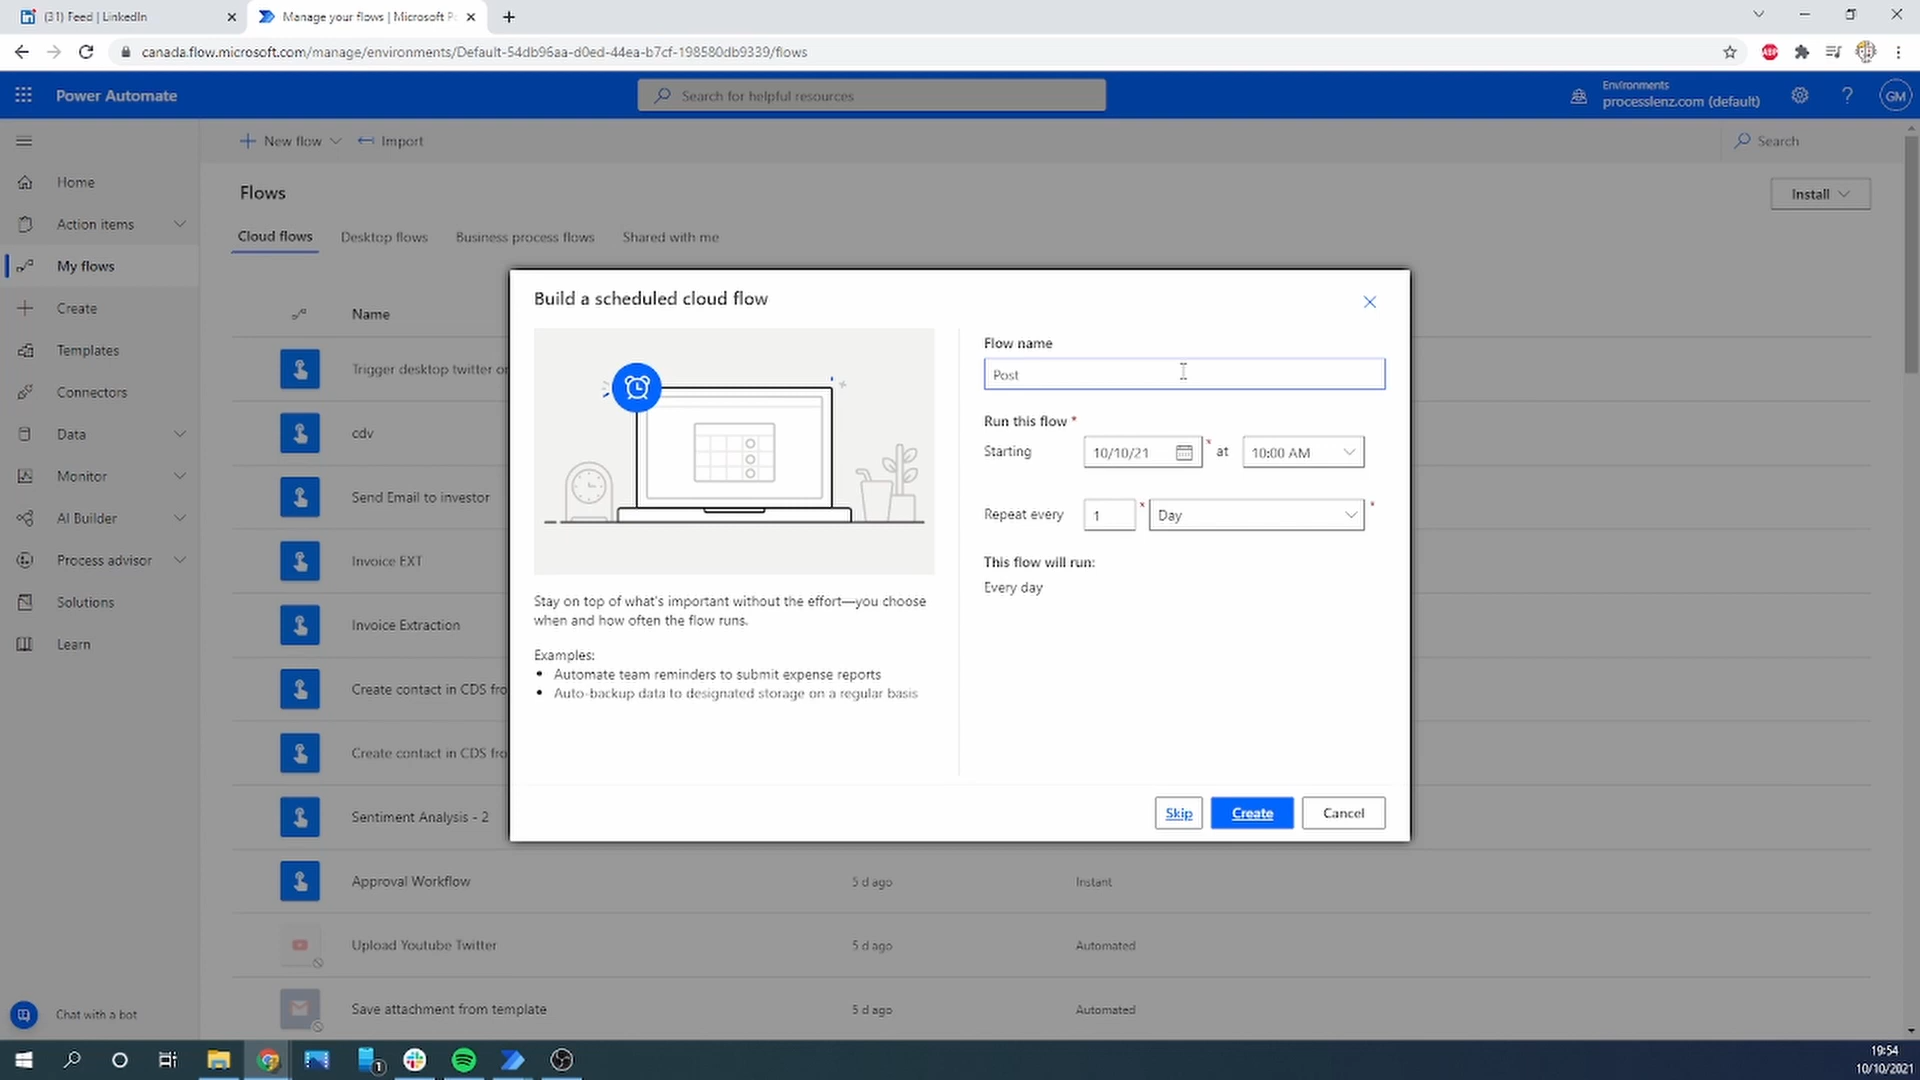 (31) Feed | LinkedIn
Manage your flows | Microsoft Po
canada.flow.microsoft.com/manage/environments/Default-54db96aa-d0ed-44ea-b7cf-198580db9339/flows
ABP
Power Automate
Search for helpful resources
Environments
processlenz.com (default)
?
GM
New flow
Import
Search
Home
Action items
My flows
Create
Templates
Connectors
Data
Monitor
AI Builder
Process advisor
Solutions
Learn
Chat with a bot
Flows
Install
Cloud flows
Desktop flows
Business process flows
Shared with me
Name
Trigger desktop twitter or
cdv
Send Email to investor
Invoice EXT
Invoice Extraction
Create contact in CDS fro
Create contact in CDS fro
Sentiment Analysis - 2
Approval Workflow
5 d ago
Instant
Upload Youtube Twitter
5 d ago
Automated
Save attachment from template
5 d ago
Automated
Build a scheduled cloud flow
Stay on top of what's important without the effort—you choose
when and how often the flow runs.
Examples:
• Automate team reminders to submit expense reports
• Auto-backup data to designated storage on a regular basis
Flow name
Post
Run this flow *
Starting
10/10/21
*
at
10:00 AM
Repeat every
1
*
Day
*
This flow will run:
Every day
Skip
Create
Cancel
1
19:54
10/10/2021